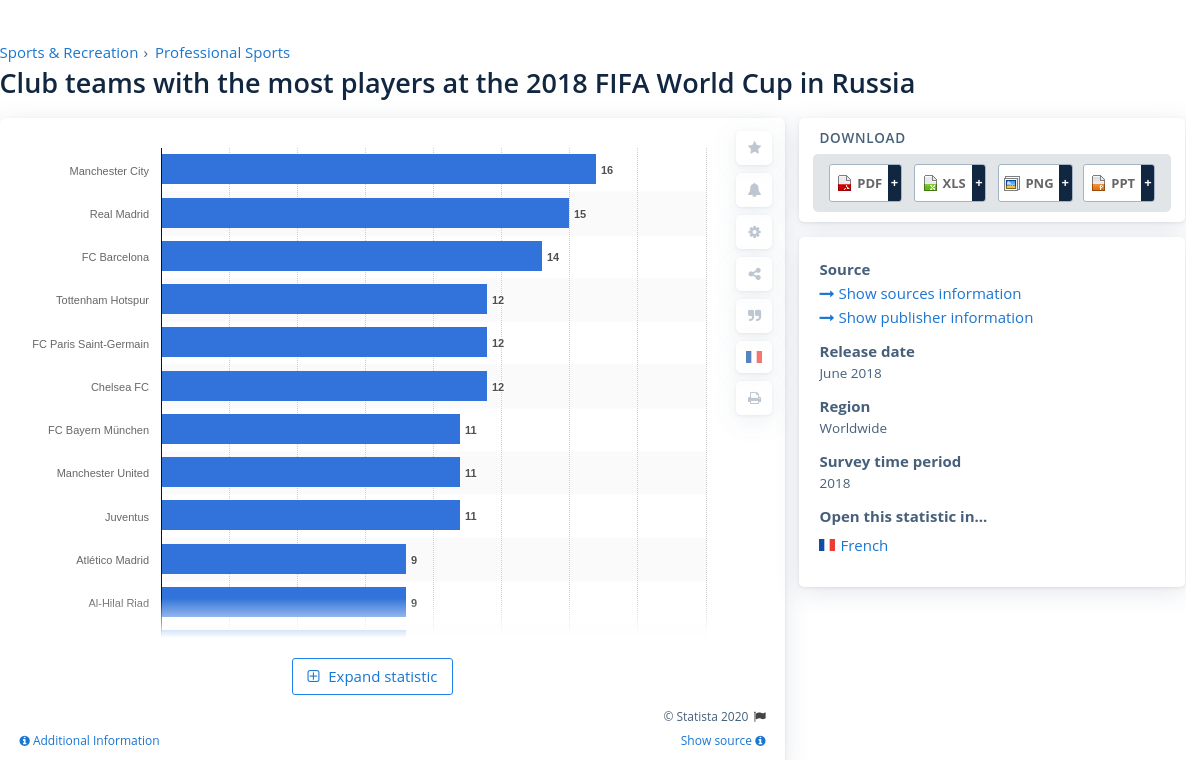 Sports & Recreation › Professional Sports
Club teams with the most players at the 2018 FIFA World Cup in Russia
Manchester City 16
Real Madrid 15
FC Barcelona 14
Tottenham Hotspur 12
FC Paris Saint-Germain 12
Chelsea FC 12
FC Bayern München 11
Manchester United 11
Juventus 11
Atlético Madrid 9
Al-Hilal Riad 9
Expand statistic
© Statista 2020
Additional Information
Show source
DOWNLOAD
PDF + XLS + PNG + PPT +
Source
Show sources information
Show publisher information
Release date
June 2018
Region
Worldwide
Survey time period
2018
Open this statistic in...
French